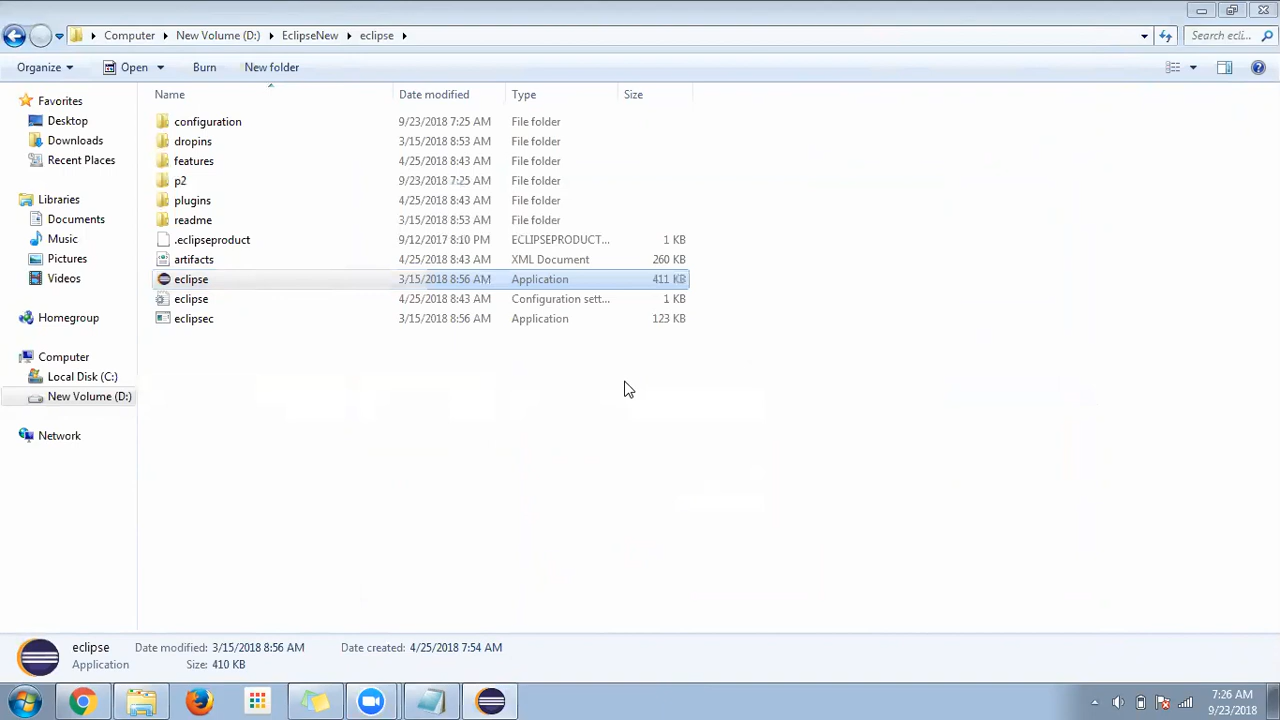 Computer New Volume (D:) EclipseNew eclipse Search ecli...
Organize Open Burn New folder
Name Date modified Type Size
Favorites
Desktop
Downloads
Recent Places
Libraries
Documents
Music
Pictures
Videos
Homegroup
Computer
Local Disk (C:)
New Volume (D:)
Network
configuration 9/23/2018 7:25 AM File folder
dropins 3/15/2018 8:53 AM File folder
features 4/25/2018 8:43 AM File folder
p2 9/23/2018 7:25 AM File folder
plugins 4/25/2018 8:43 AM File folder
readme 3/15/2018 8:53 AM File folder
.eclipseproduct 9/12/2017 8:10 PM ECLIPSEPRODUCT... 1 KB
artifacts 4/25/2018 8:43 AM XML Document 260 KB
eclipse 3/15/2018 8:56 AM Application 411 KB
eclipse 4/25/2018 8:43 AM Configuration sett... 1 KB
eclipsec 3/15/2018 8:56 AM Application 123 KB
eclipse Date modified: 3/15/2018 8:56 AM Date created: 4/25/2018 7:54 AM
Application Size: 410 KB
7:26 AM
9/23/2018